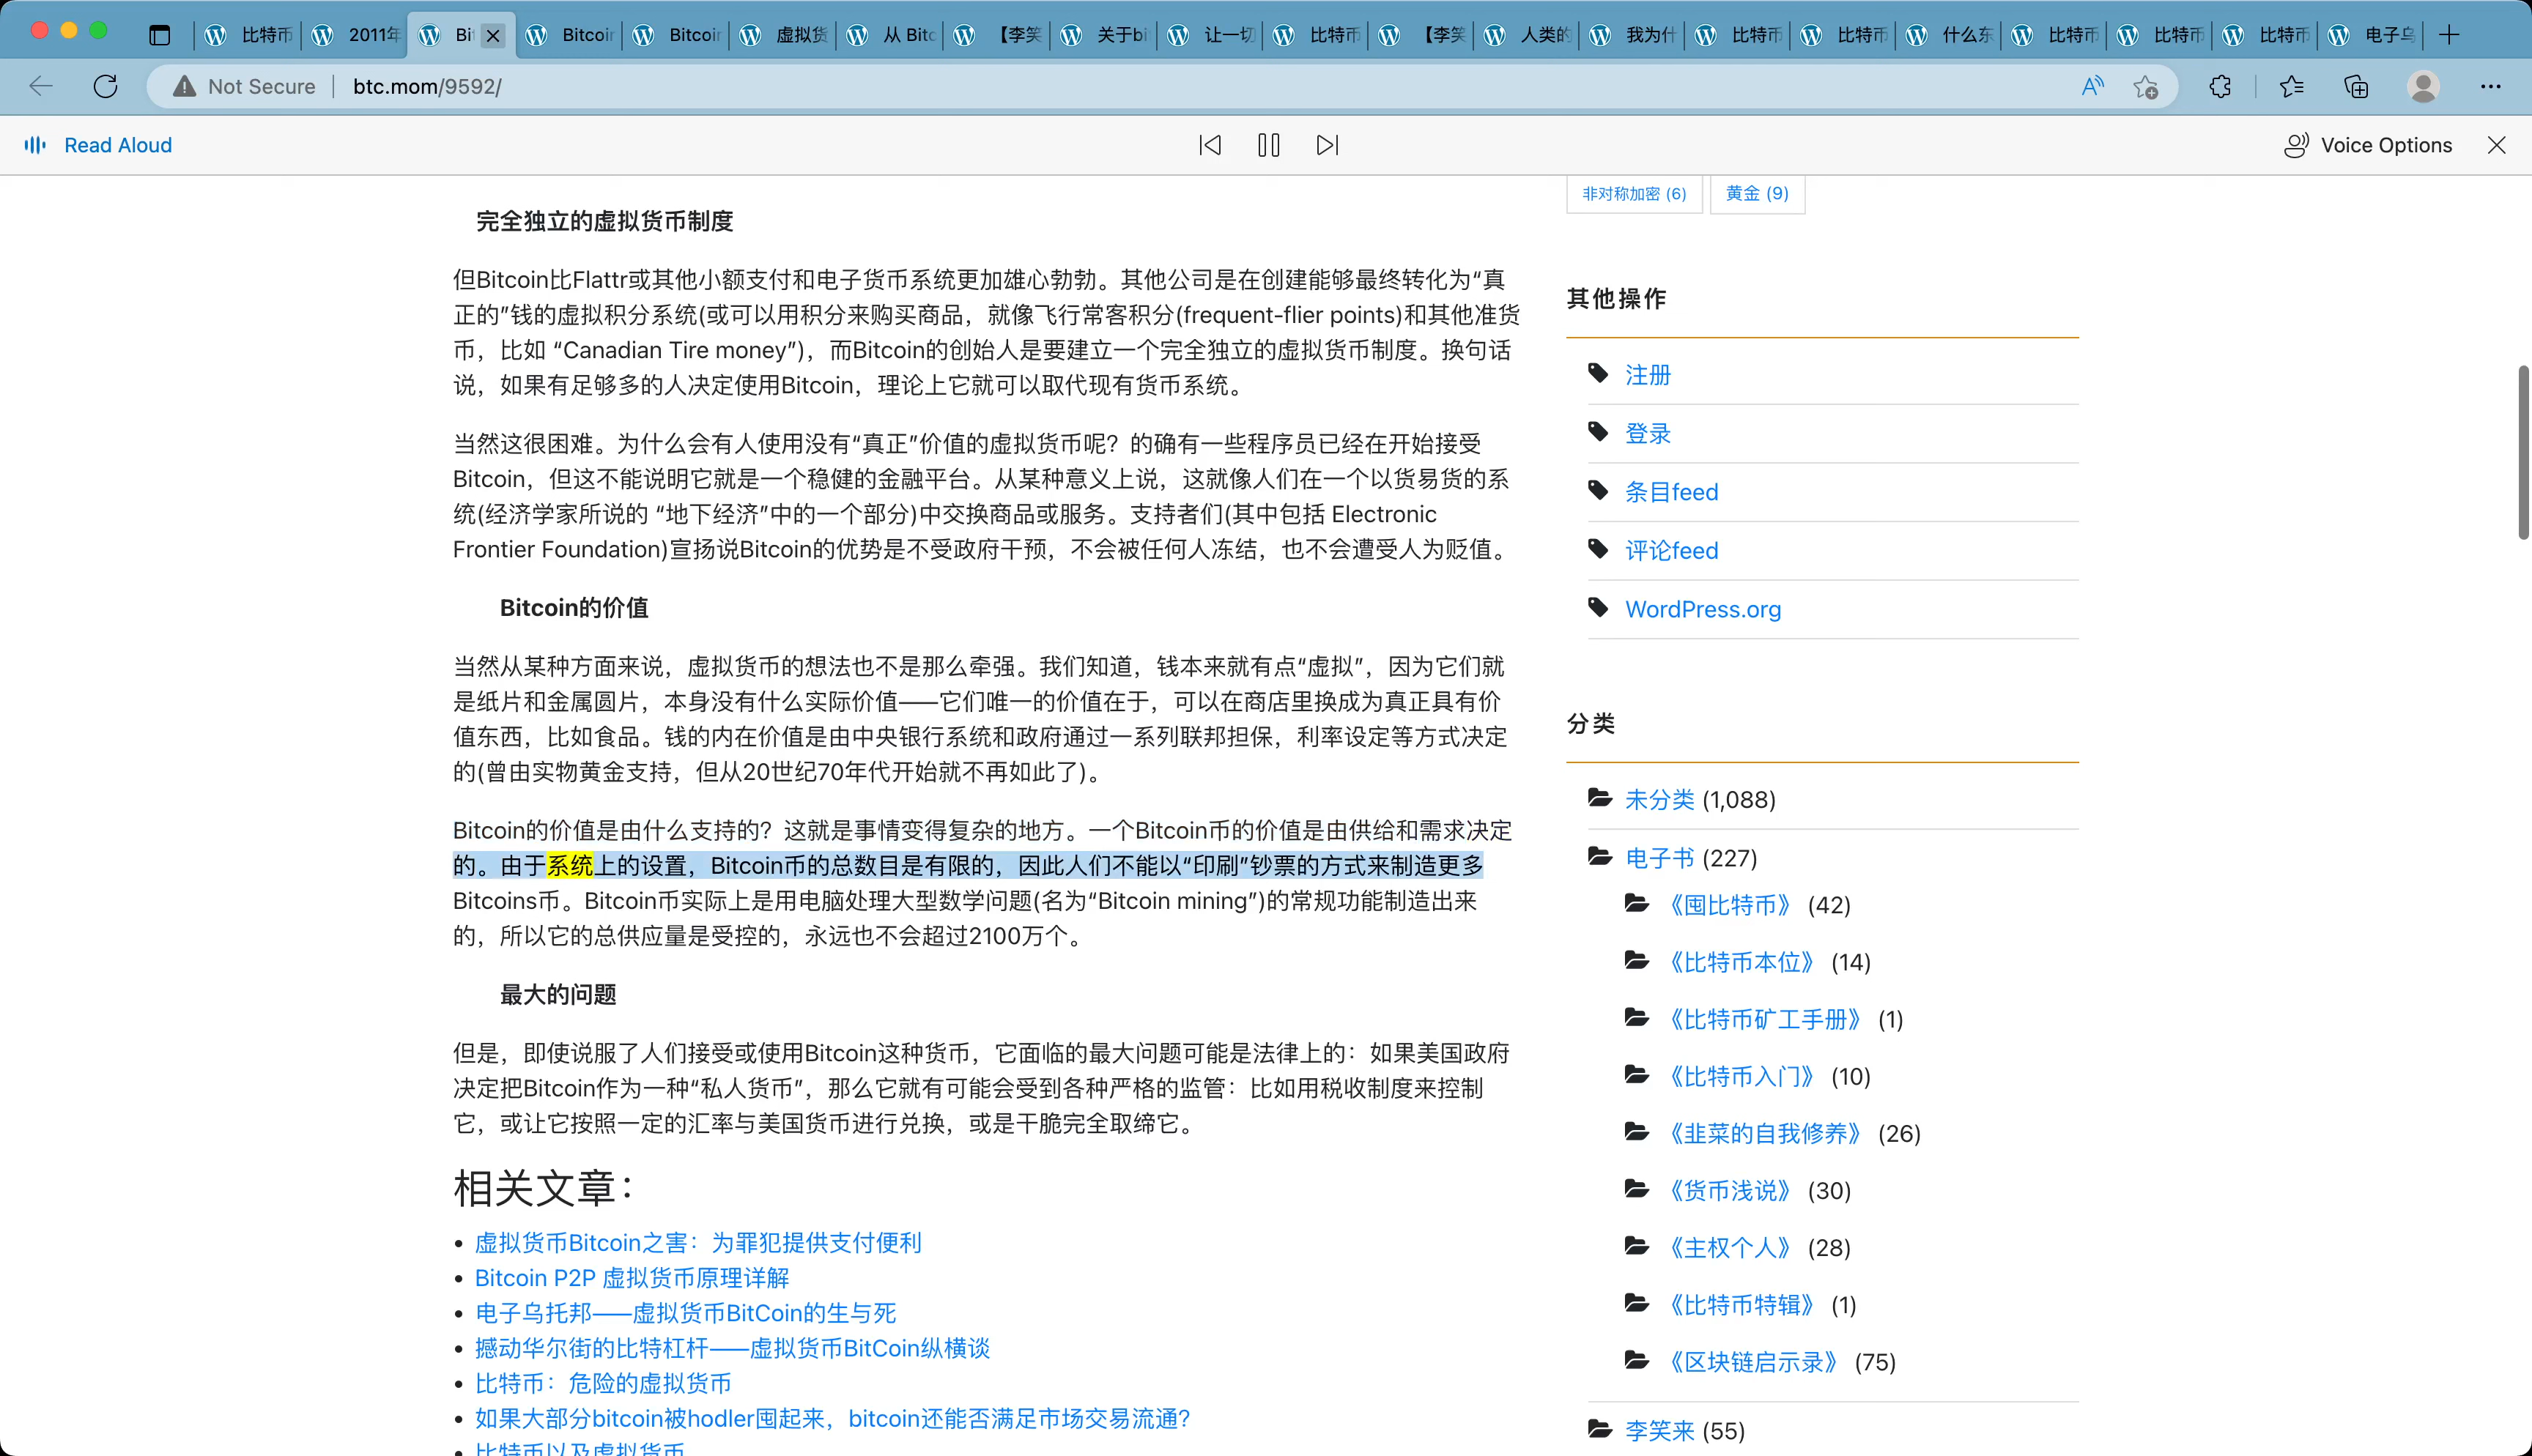 比特币
2011年
Bi
Bitcoin
Bitcoin
虚拟货
从 Bitc
【李笑
关于bi
让一切
比特币
【李笑
人类的
我为什
比特币
比特币
什么东
比特币
比特币
比特币
电子乌
Not Secure
btc.mom/9592/
Read Aloud
Voice Options
完全独立的虚拟货币制度
但Bitcoin比Flattr或其他小额支付和电子货币系统更加雄心勃勃。其他公司是在创建能够最终转化为“真
正的”钱的虚拟积分系统(或可以用积分来购买商品，就像飞行常客积分(frequent-flier points)和其他准货
币，比如 “Canadian Tire money”)，而Bitcoin的创始人是要建立一个完全独立的虚拟货币制度。换句话
说，如果有足够多的人决定使用Bitcoin，理论上它就可以取代现有货币系统。
当然这很困难。为什么会有人使用没有“真正”价值的虚拟货币呢？的确有一些程序员已经在开始接受
Bitcoin，但这不能说明它就是一个稳健的金融平台。从某种意义上说，这就像人们在一个以货易货的系
统(经济学家所说的 “地下经济”中的一个部分)中交换商品或服务。支持者们(其中包括 Electronic
Frontier Foundation)宣扬说Bitcoin的优势是不受政府干预，不会被任何人冻结，也不会遭受人为贬值。
Bitcoin的价值
当然从某种方面来说，虚拟货币的想法也不是那么牵强。我们知道，钱本来就有点“虚拟”，因为它们就
是纸片和金属圆片，本身没有什么实际价值——它们唯一的价值在于，可以在商店里换成为真正具有价
值东西，比如食品。钱的内在价值是由中央银行系统和政府通过一系列联邦担保，利率设定等方式决定
的(曾由实物黄金支持，但从20世纪70年代开始就不再如此了)。
Bitcoin的价值是由什么支持的？这就是事情变得复杂的地方。一个Bitcoin币的价值是由供给和需求决定
的。由于系统上的设置，Bitcoin币的总数目是有限的，因此人们不能以“印刷”钞票的方式来制造更多
Bitcoins币。Bitcoin币实际上是用电脑处理大型数学问题(名为“Bitcoin mining”)的常规功能制造出来
的，所以它的总供应量是受控的，永远也不会超过2100万个。
最大的问题
但是，即使说服了人们接受或使用Bitcoin这种货币，它面临的最大问题可能是法律上的：如果美国政府
决定把Bitcoin作为一种“私人货币”，那么它就有可能会受到各种严格的监管：比如用税收制度来控制
它，或让它按照一定的汇率与美国货币进行兑换，或是干脆完全取缔它。
相关文章：
虚拟货币Bitcoin之害：为罪犯提供支付便利
Bitcoin P2P 虚拟货币原理详解
电子乌托邦——虚拟货币BitCoin的生与死
撼动华尔街的比特杠杆——虚拟货币BitCoin纵横谈
比特币：危险的虚拟货币
如果大部分bitcoin被hodler囤起来，bitcoin还能否满足市场交易流通？
比特币以及虚拟货币
非对称加密 (6)
黄金 (9)
其他操作
注册
登录
条目feed
评论feed
WordPress.org
分类
未分类 (1,088)
电子书 (227)
《囤比特币》 (42)
《比特币本位》 (14)
《比特币矿工手册》 (1)
《比特币入门》 (10)
《韭菜的自我修养》 (26)
《货币浅说》 (30)
《主权个人》 (28)
《比特币特辑》 (1)
《区块链启示录》 (75)
李笑来 (55)